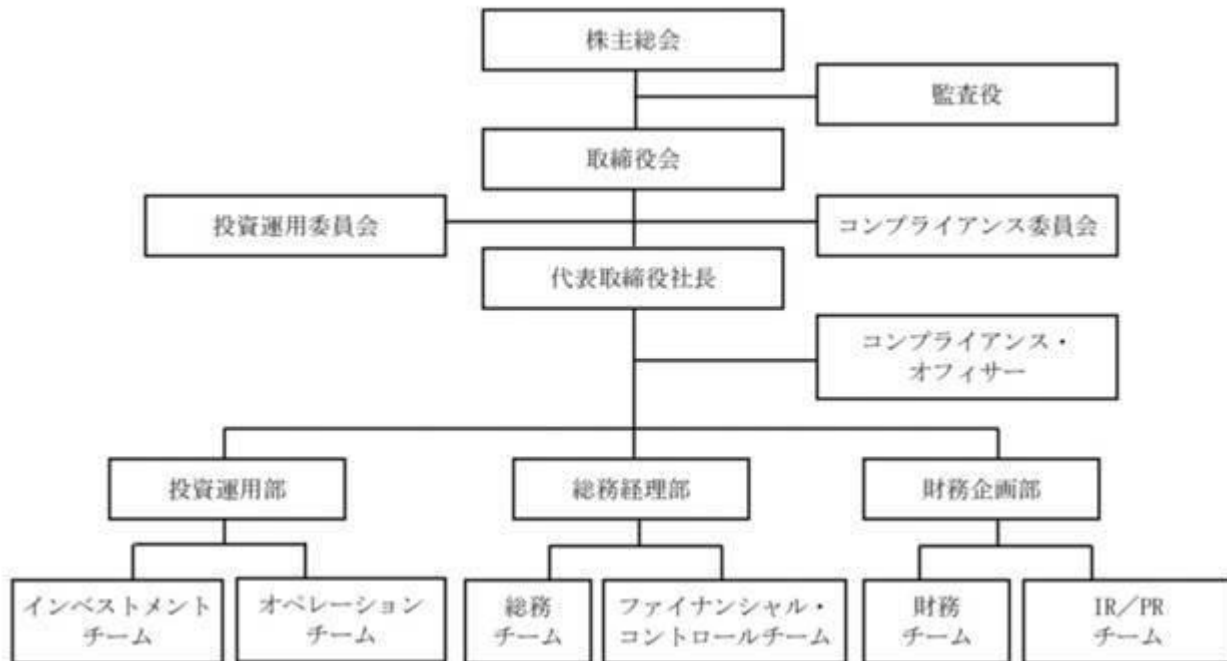 株主総会
監査役
取締役会
投資運用委員会
コンプライアンス委員会
代表取締役社長
コンプライアンス・
オフィサー
投資運用部
総務経理部
財務企画部
インベストメント
チーム
オペレーション
チーム
総務
チーム
ファイナンシャル・
コントロールチーム
財務
チーム
IR／PR
チーム